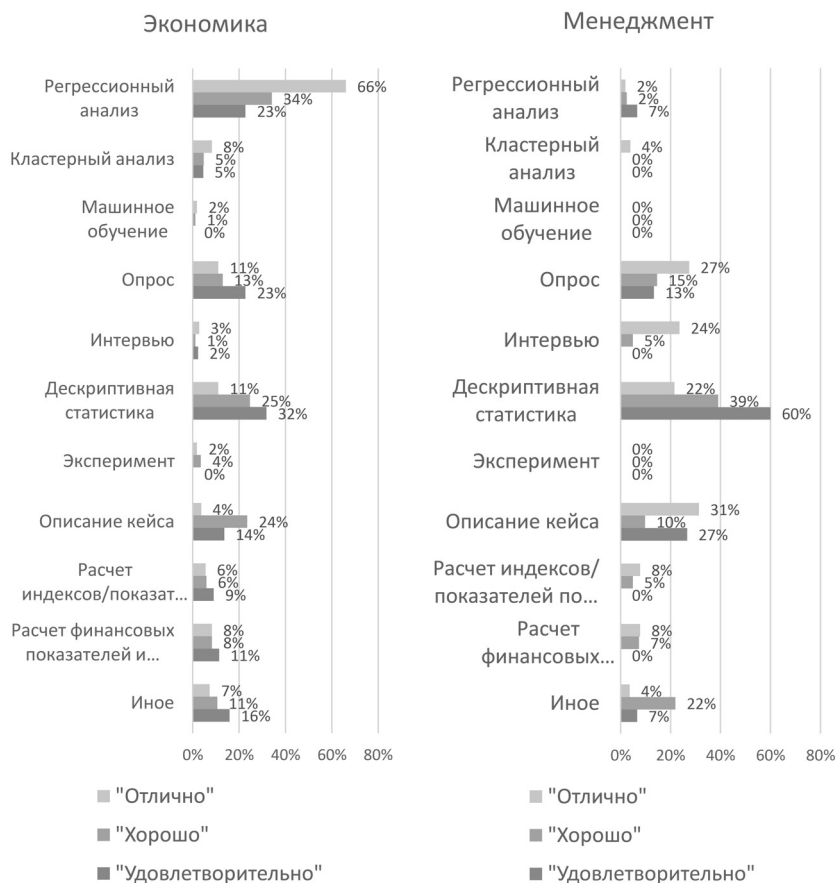 Экономика
Регрессионный
анализ
66%
34%
23%
Кластерный анализ
8%
5%
5%
Машинное
обучение
2%
1%
0%
Опрос
11%
13%
23%
Интервью
3%
1%
2%
Дескриптивная
статистика
11%
25%
32%
Эксперимент
2%
4%
0%
Описание кейса
4%
24%
14%
Расчет
индексов/показат...
6%
6%
9%
Расчет финансовых
показателей и...
8%
8%
11%
Иное
7%
11%
16%
0% 20% 40% 60% 80%
"Отлично"
"Хорошо"
"Удовлетворительно"
Менеджмент
Регрессионный
анализ
2%
2%
7%
Кластерный
анализ
4%
0%
0%
Машинное
обучение
0%
0%
0%
Опрос
27%
15%
13%
Интервью
24%
5%
0%
Дескриптивная
статистика
22%
39%
60%
Эксперимент
0%
0%
0%
Описание кейса
31%
10%
27%
Расчет индексов/
показателей по...
8%
5%
0%
Расчет
финансовых...
8%
7%
0%
Иное
4%
22%
7%
0% 20% 40% 60% 80%
"Отлично"
"Хорошо"
"Удовлетворительно"